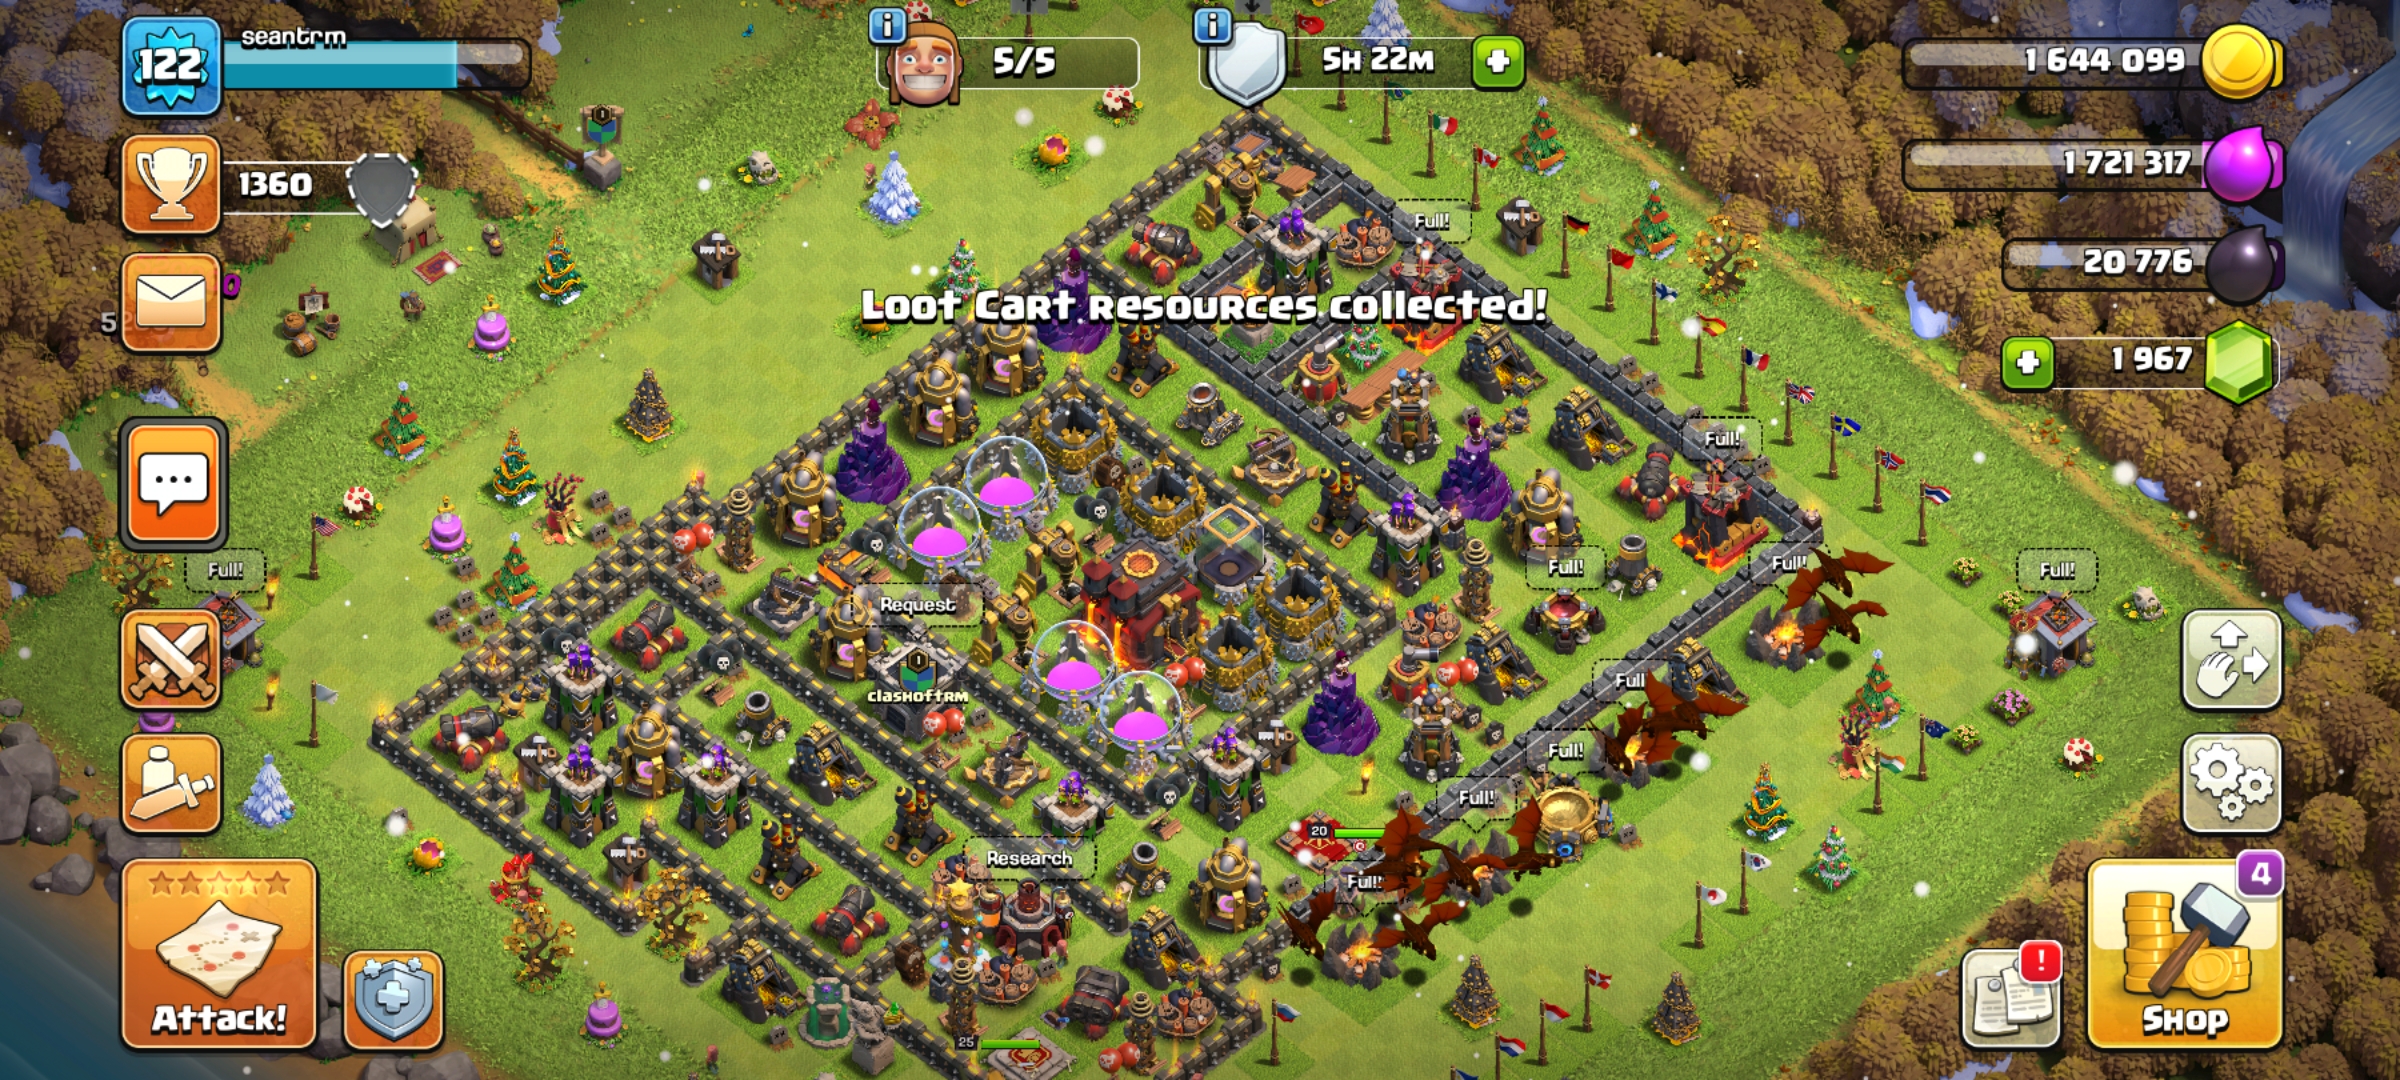 122 seantrm
5/5
5H 22M
1 644 099
1360
1 721 317
20 776
1 967
Loot Cart resources collected!
Full!
Full!
Full!
Full!
Full!
Full!
Request
clashoftrm
Full
Full!
Full!
20
Full!
Research
25
4
Attack!
!
Shop